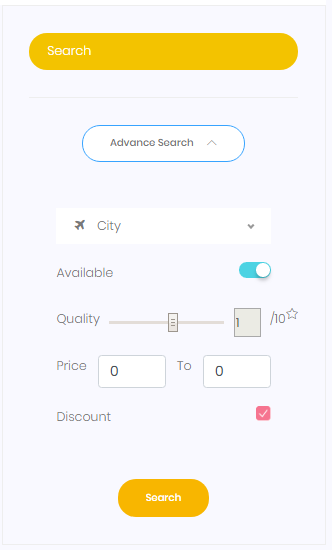 Search
Advance Search
City
Available
Quality 1 /10
Price 0 To 0
Discount
Search